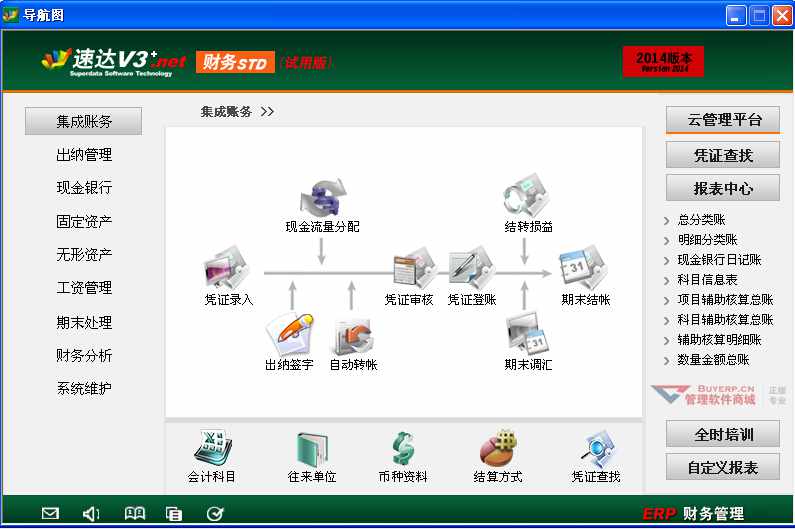 导航图
速达V3+.net
Superdata Software Technology
财务STD
(试用版)
2014版本
Version 2014
集成账务
出纳管理
现金银行
固定资产
无形资产
工资管理
期末处理
财务分析
系统维护
集成账务 >>
现金流量分配
结转损益
凭证录入
凭证审核
凭证登账
31
期末结帐
出纳签字
自动转帐
31
期末调汇
会计科目
往来单位
币种资料
结算方式
凭证查找
云管理平台
凭证查找
报表中心
总分类账
明细分类账
现金银行日记账
科目信息表
项目辅助核算总账
科目辅助核算总账
辅助核算明细账
数量金额总账
BUYERP.CN
管理软件商城
正版
专业
全时培训
自定义报表
ERP 财务管理